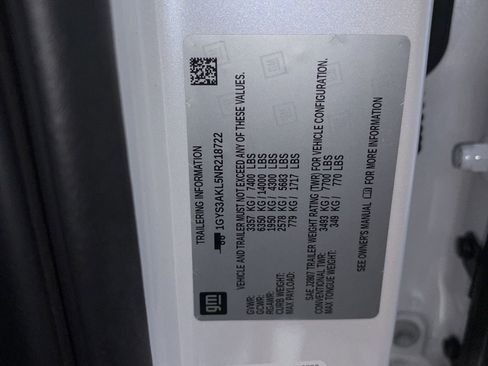 TRAILERING INFORMATION
1GYS3AKL5NR218722
VEHICLE AND TRAILER MUST NOT EXCEED ANY OF THESE VALUES.
GVWR: 3357 KG / 7400 LBS
GCWR: 6350 KG / 14000 LBS
RGAWR: 1950 KG / 4300 LBS
CURB WEIGHT: 2578 KG / 5683 LBS
MAX PAYLOAD: 779 KG / 1717 LBS
SAE J2807 TRAILER WEIGHT RATING (TWR) FOR VEHICLE CONFIGURATION.
CONVENTIONAL TWR: 3493 KG / 7700 LBS
MAX TONGUE WEIGHT: 349 KG / 770 LBS
SEE OWNER'S MANUAL FOR MORE INFORMATION
gm